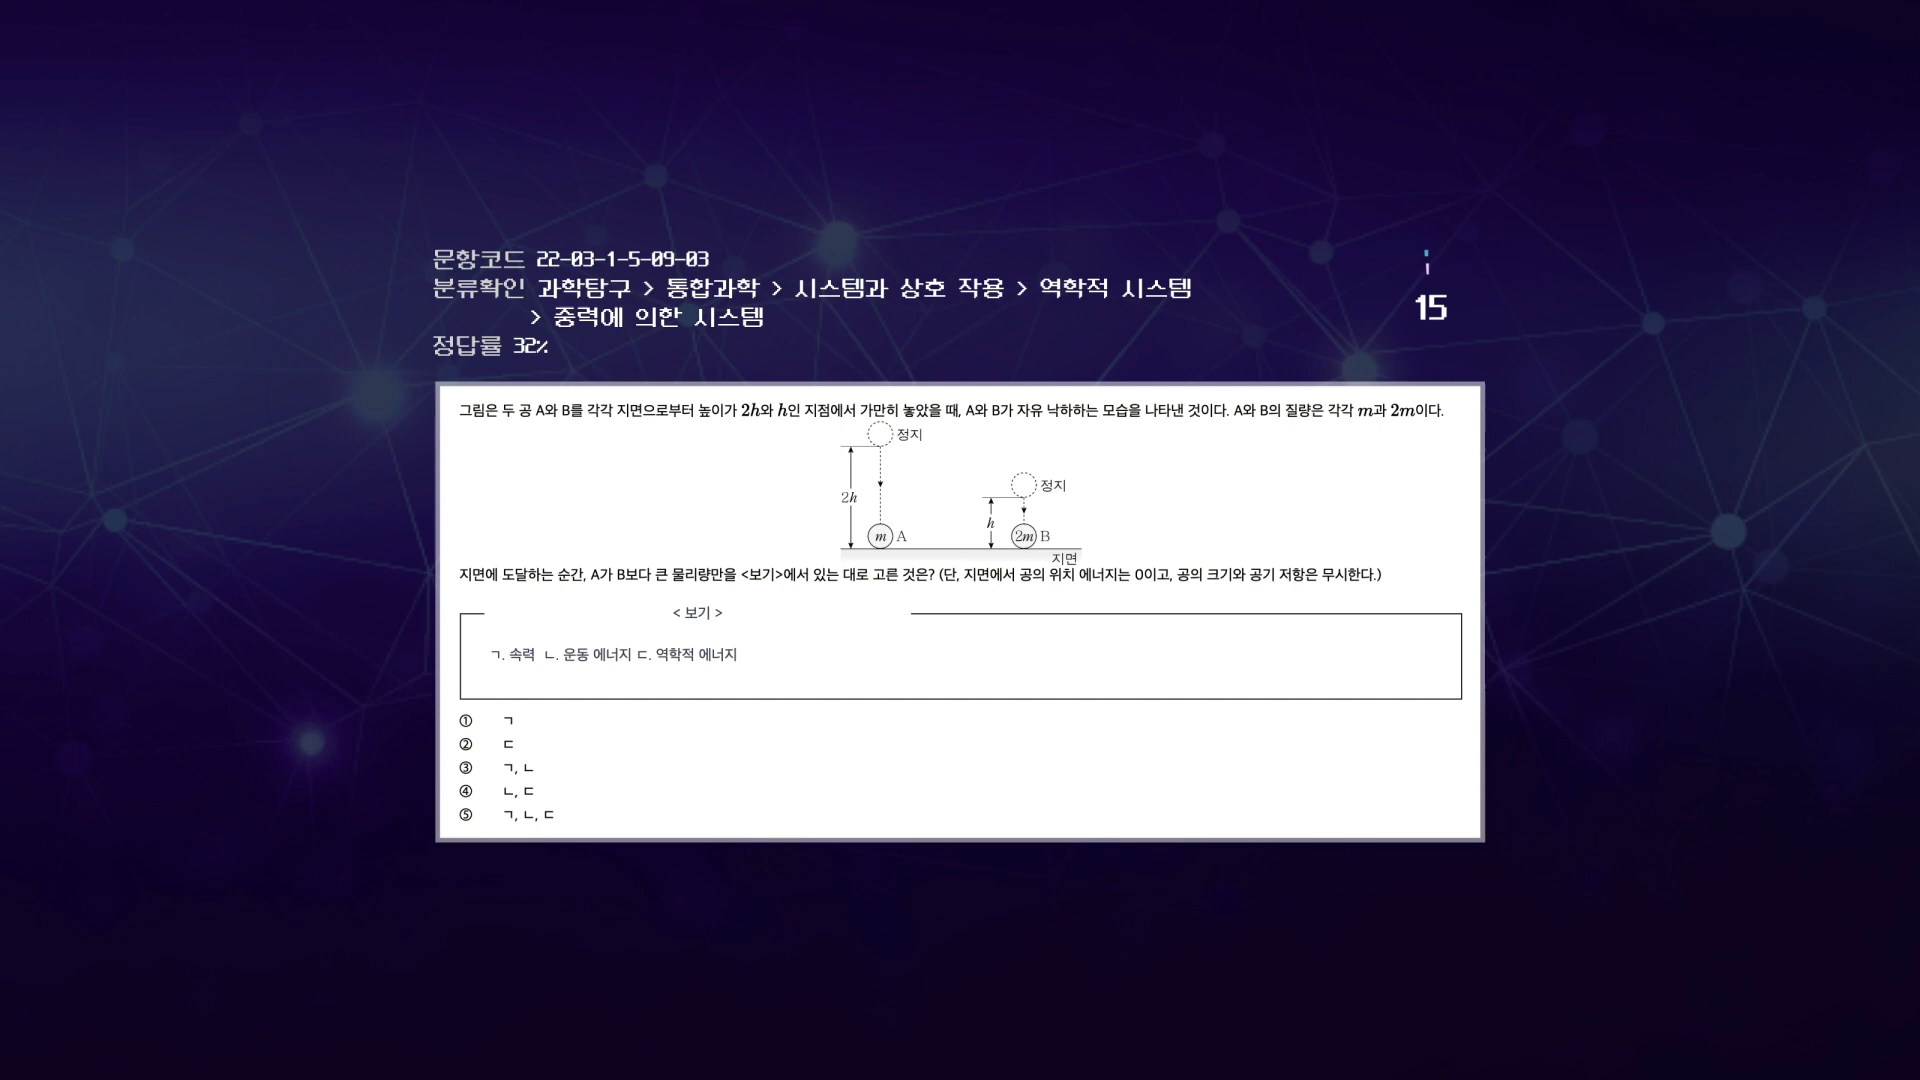 문항코드 22-03-1-5-09-03
분류확인 과학탐구 > 통합과학 > 시스템과 상호 작용 > 역학적 시스템
> 중력에 의한 시스템
정답률 32%
15
그림은 두 공 A와 B를 각각 지면으로부터 높이가 2h와 h인 지점에서 가만히 놓았을 때, A와 B가 자유 낙하하는 모습을 나타낸 것이다. A와 B의 질량은 각각 m과 2m이다.
정지
정지
2h
h
m A
2m B
지면
지면에 도달하는 순간, A가 B보다 큰 물리량만을 <보기>에서 있는 대로 고른 것은? (단, 지면에서 공의 위치 에너지는 0이고, 공의 크기와 공기 저항은 무시한다.)
< 보기 >
ㄱ. 속력 ㄴ. 운동 에너지 ㄷ. 역학적 에너지
① ㄱ
② ㄷ
③ ㄱ, ㄴ
④ ㄴ, ㄷ
⑤ ㄱ, ㄴ, ㄷ